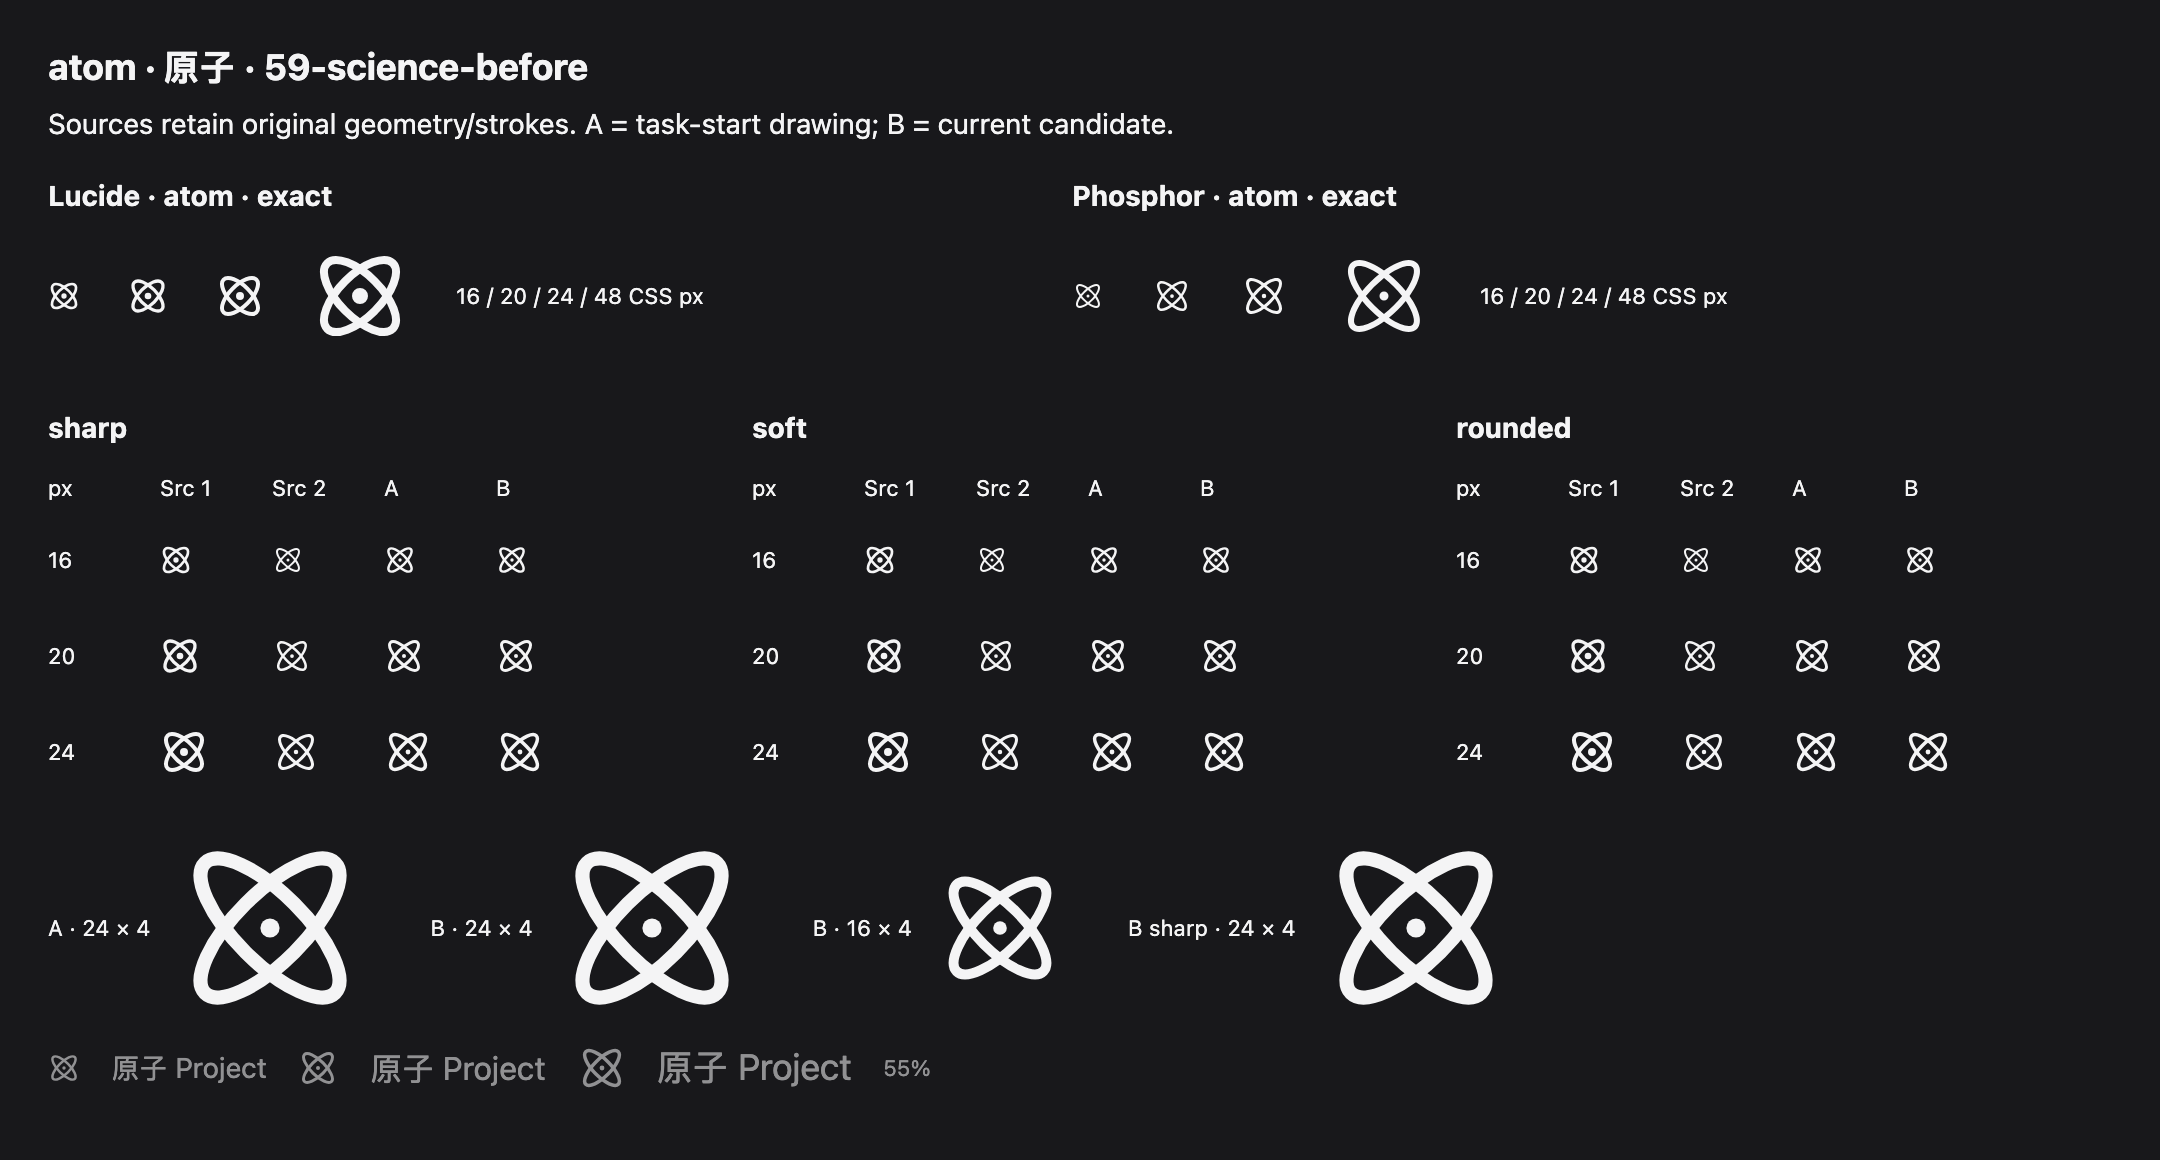 atom · 原子 · 59-science-before
Sources retain original geometry/strokes. A = task-start drawing; B = current candidate.
Lucide · atom · exact
16 / 20 / 24 / 48 CSS px
Phosphor · atom · exact
16 / 20 / 24 / 48 CSS px
sharp
px Src 1 Src 2 A B
16
20
24
soft
px Src 1 Src 2 A B
16
20
24
rounded
px Src 1 Src 2 A B
16
20
24
A · 24 × 4
B · 24 × 4
B · 16 × 4
B sharp · 24 × 4
原子 Project 原子 Project 原子 Project 55%